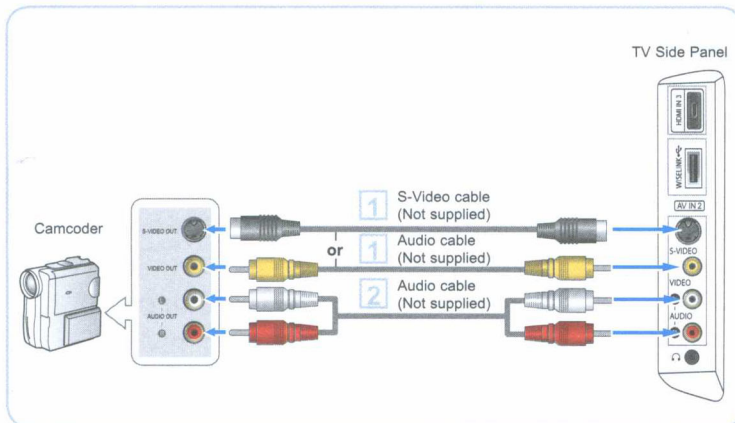 TV Side Panel
HDMI IN 3
WISELINK
AV IN 2
Camcoder
S-VIDEO OUT
VIDEO OUT
AUDIO OUT
1 S-Video cable
(Not supplied)
or
1 Audio cable
(Not supplied)
2 Audio cable
(Not supplied)
S-VIDEO
VIDEO
AUDIO